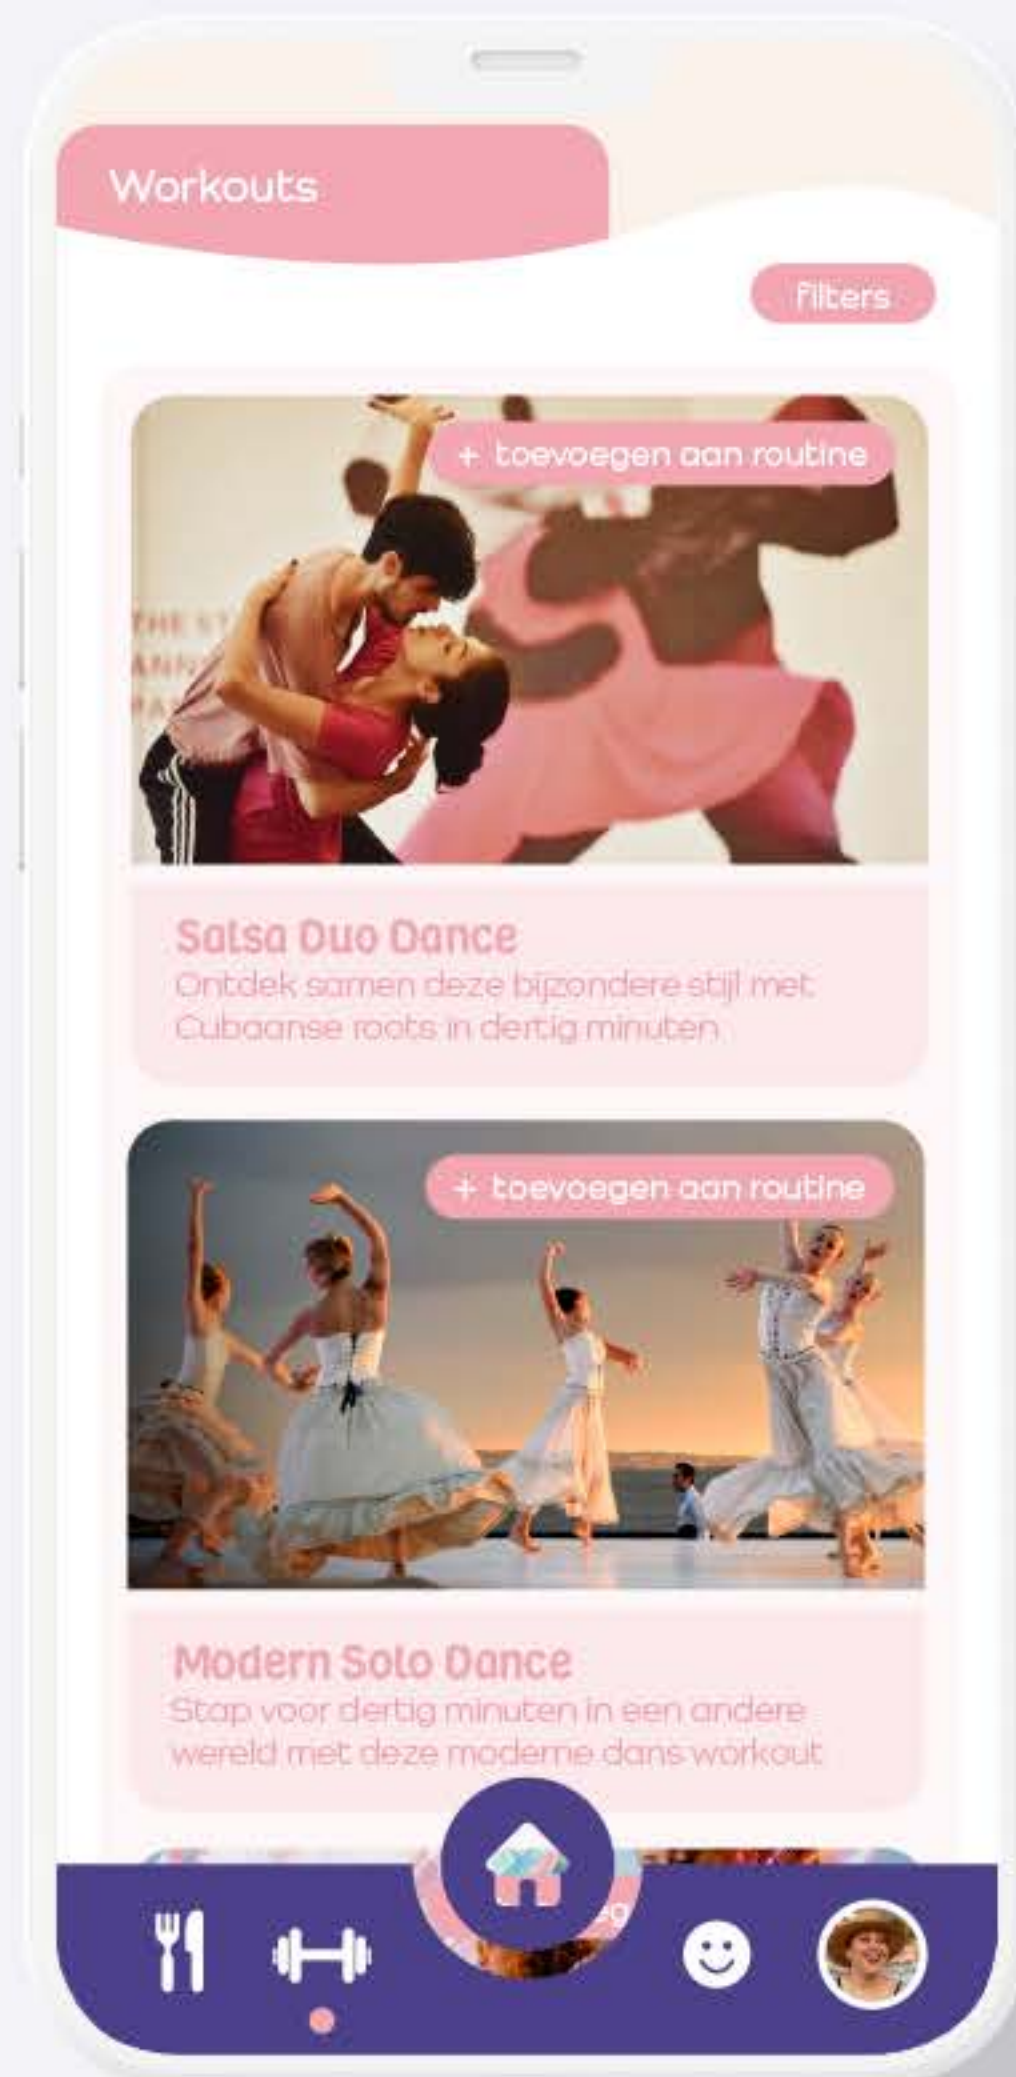 Workouts
filters
+ toevoegen aan routine
Salsa Duo Dance
Ontdek samen deze bijzondere stijl met
Cubaanse roots in dertig minuten
+ toevoegen aan routine
Modern Solo Dance
Stap voor dertig minuten in een andere
wereld met deze moderne dans workout